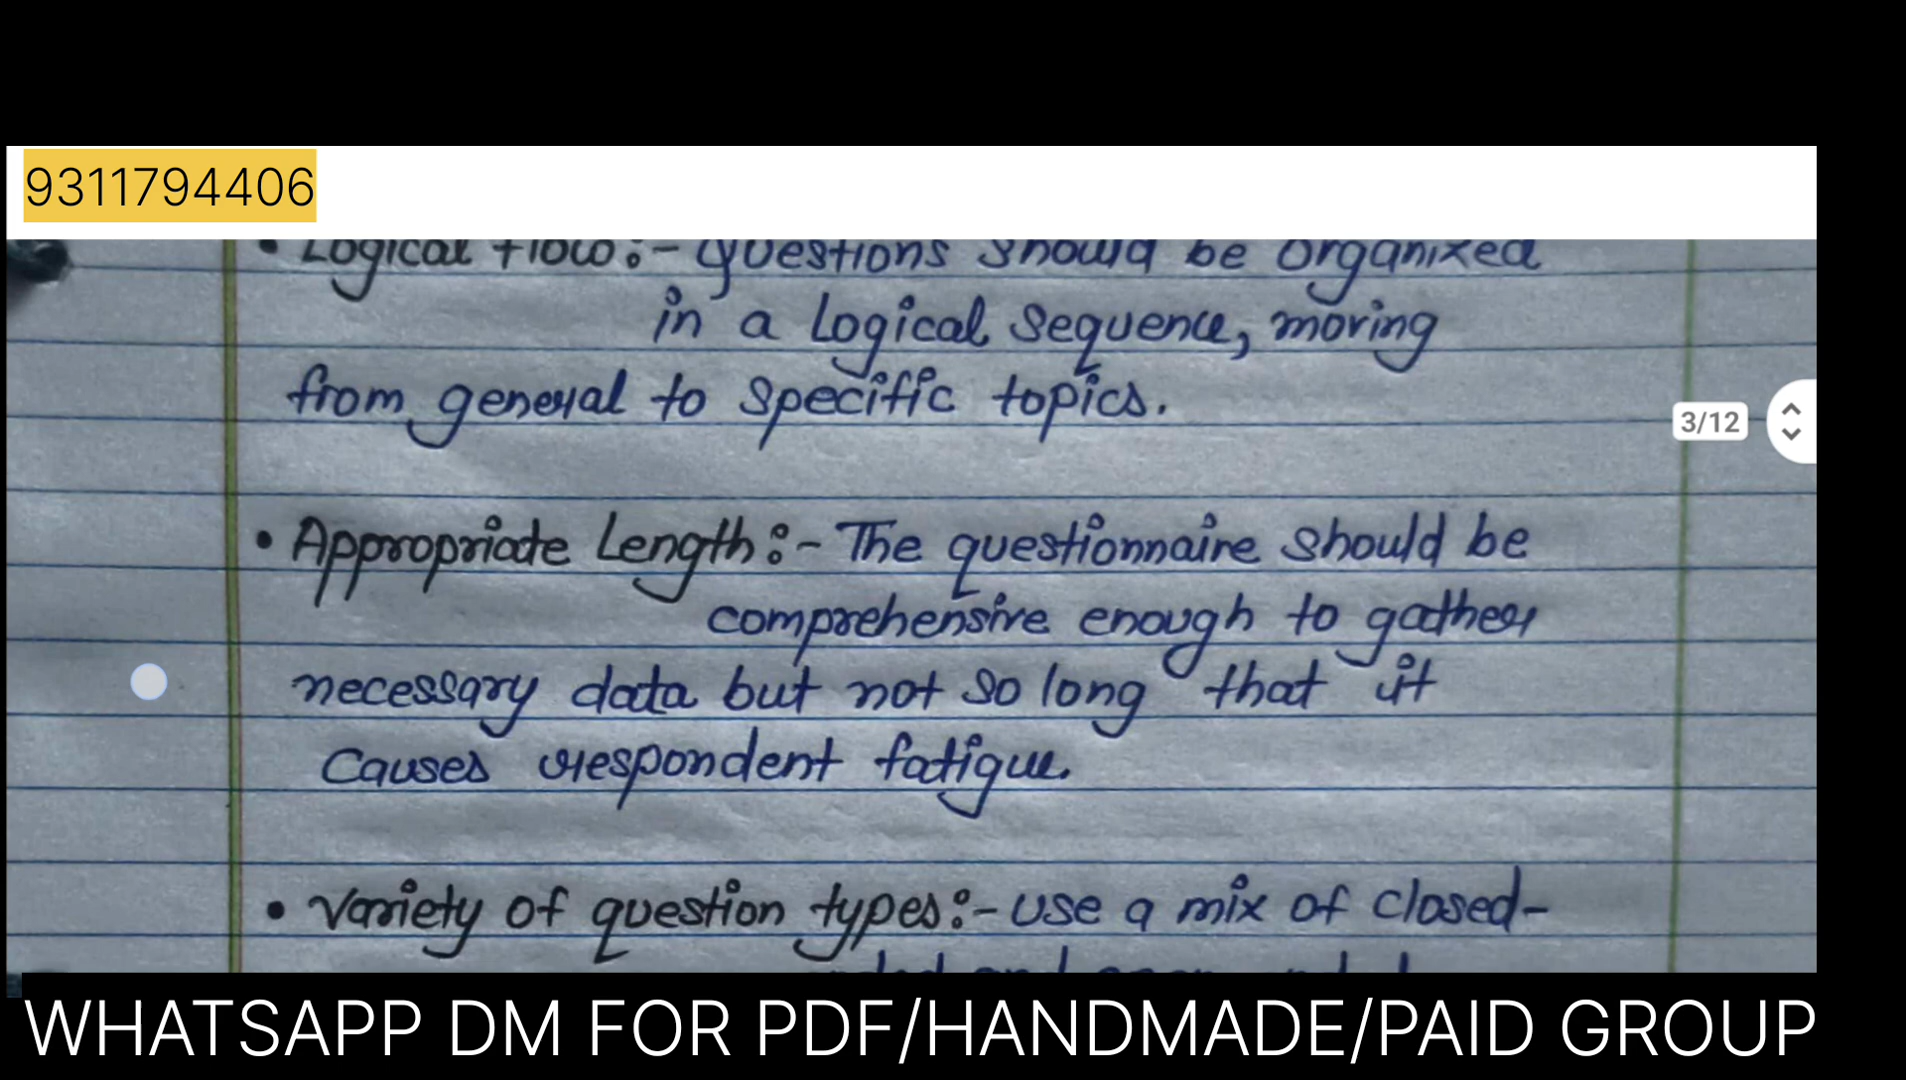 9311794406
• Logical flow:- Questions should be organized
in a logical sequence, moving
from general to specific topics.
3/12
• Appropriate Length:- The questionnaire should be
comprehensive enough to gather
necessary data but not so long that it
causes respondent fatigue.
• Variety of question types:- use a mix of closed-
WHATSAPP DM FOR PDF/HANDMADE/PAID GROUP